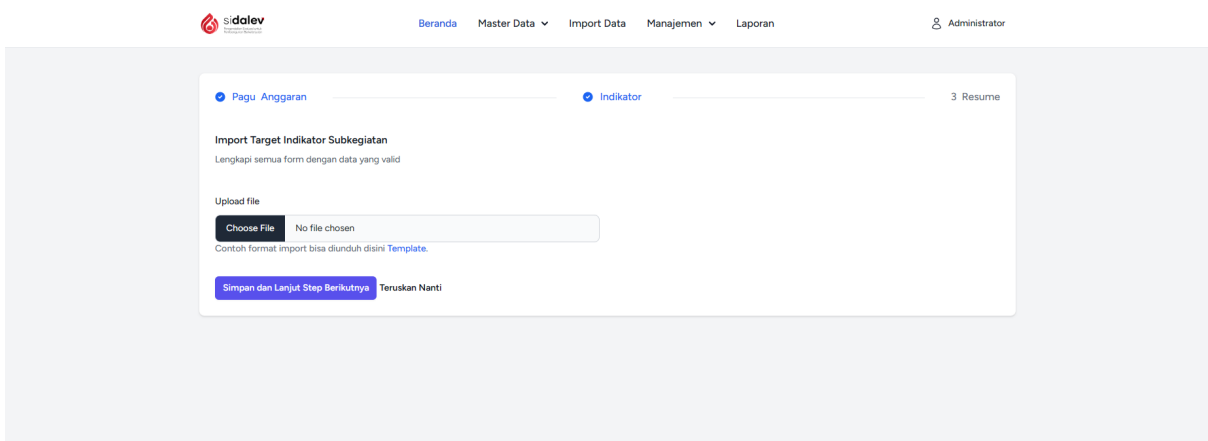 sidalev
Beranda Master Data Import Data Manajemen Laporan
Administrator
Pagu Anggaran
Indikator
3 Resume
Import Target Indikator Subkegiatan
Lengkapi semua form dengan data yang valid
Upload file
Choose File No file chosen
Contoh format import bisa diunduh disini Template.
Simpan dan Lanjut Step Berikutnya Teruskan Nanti